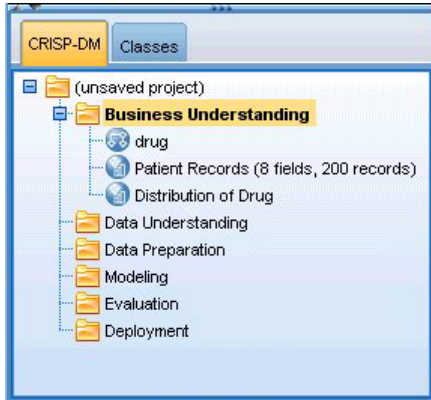 CRISP-DM Classes
(unsaved project)
Business Understanding
drug
Patient Records (8 fields, 200 records)
Distribution of Drug
Data Understanding
Data Preparation
Modeling
Evaluation
Deployment